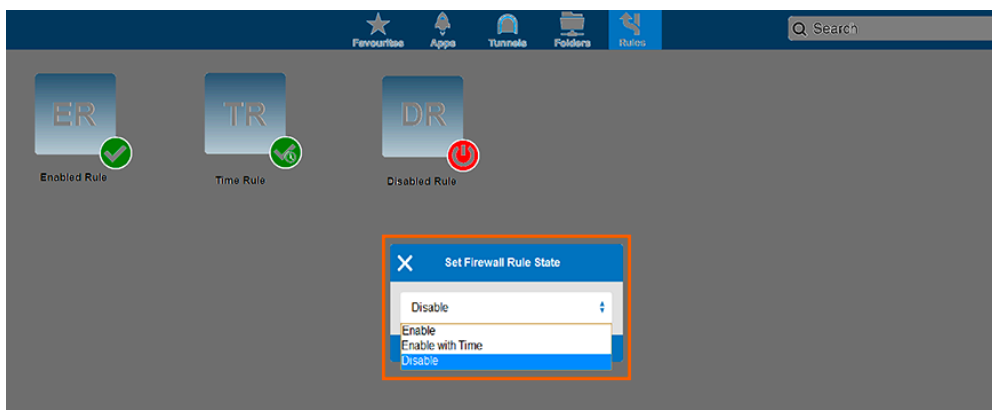 Favourites Apps Tunnels Folders Rules Search
ER TR DR
Enabled Rule Time Rule Disabled Rule
Set Firewall Rule State
Disable
Enable
Enable with Time
Disable